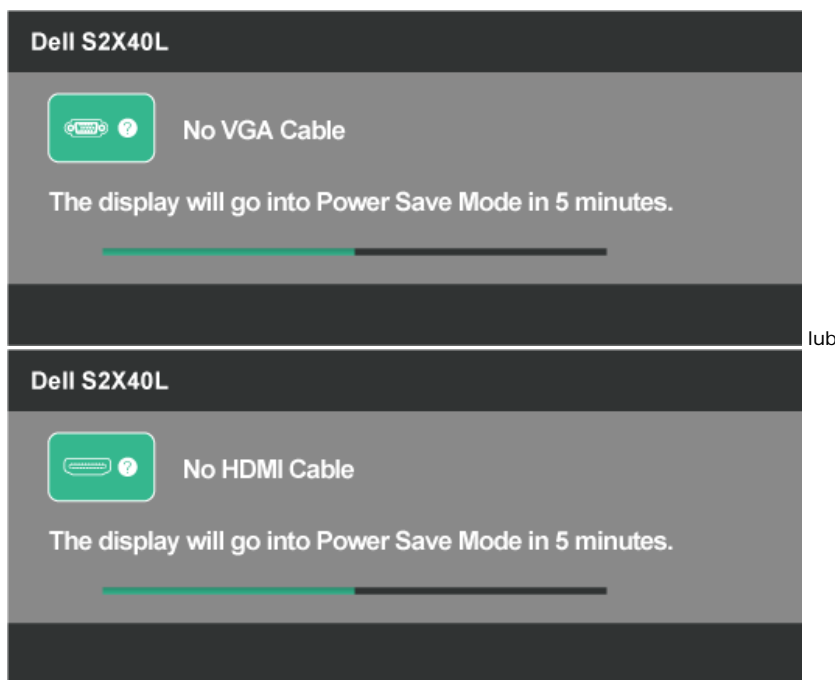 Dell S2X40L
? No VGA Cable
The display will go into Power Save Mode in 5 minutes.
lub
Dell S2X40L
? No HDMI Cable
The display will go into Power Save Mode in 5 minutes.